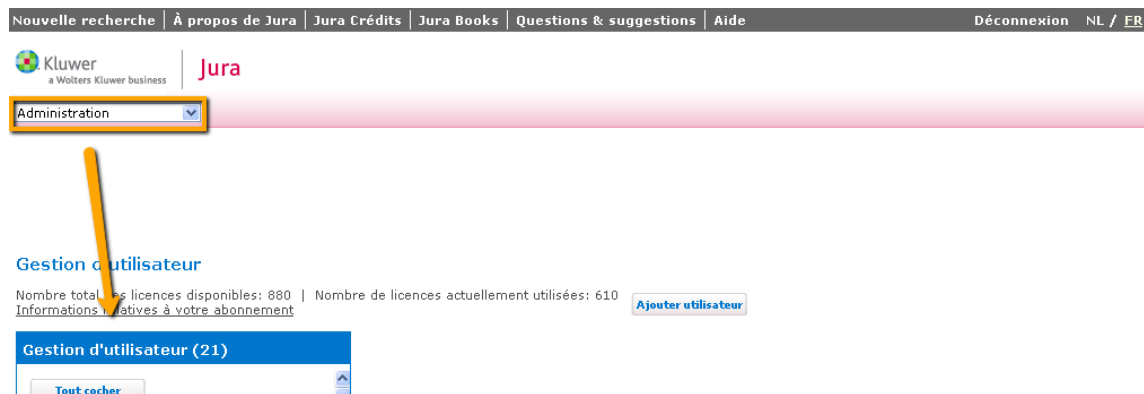 Nouvelle recherche | À propos de Jura | Jura Crédits | Jura Books | Questions & suggestions | Aide Déconnexion NL / FR
Kluwer
a Wolters Kluwer business
Jura
Administration
Gestion d'utilisateur
Nombre total des licences disponibles: 880 | Nombre de licences actuellement utilisées: 610
Informations relatives à votre abonnement
Ajouter utilisateur
Gestion d'utilisateur (21)
Tout cocher